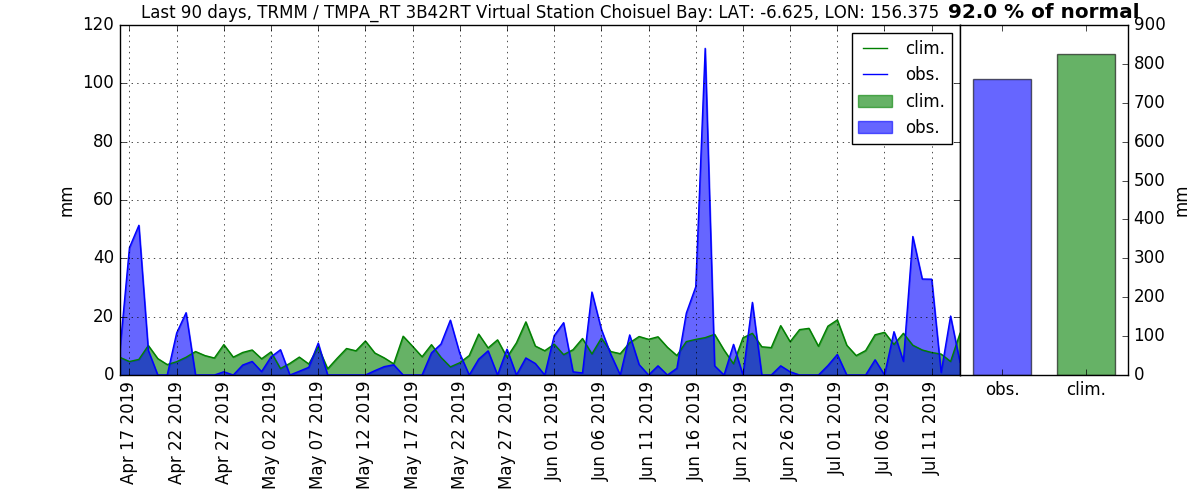 Last 90 days, TRMM / TMPA_RT 3B42RT Virtual Station Choisuel Bay: LAT: -6.625, LON: 156.375 92.0 % of normal
120
100
80
60
40
20
0
mm
clim.
obs.
clim.
obs.
900
800
700
600
500
400
300
200
100
0
mm
obs.
clim.
Apr 17 2019
Apr 22 2019
Apr 27 2019
May 02 2019
May 07 2019
May 12 2019
May 17 2019
May 22 2019
May 27 2019
Jun 01 2019
Jun 06 2019
Jun 11 2019
Jun 16 2019
Jun 21 2019
Jun 26 2019
Jul 01 2019
Jul 06 2019
Jul 11 2019